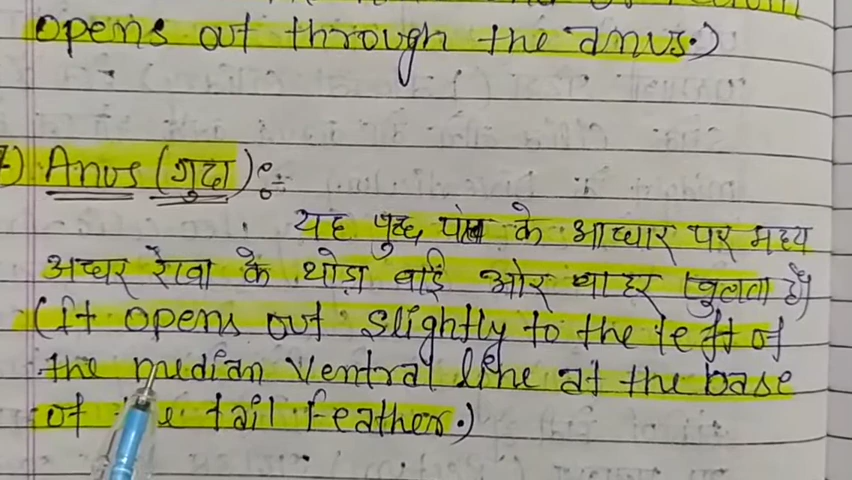 opens out through the anus.)
7) Anus (गुदा) :-
यह पुच्छ पंख के आधार पर मध्य
अधर रेखा के थोड़ा बाई ओर बाहर खुलता है।
(It opens out slightly to the left of
the median ventral line at the base
of the tail feather.)